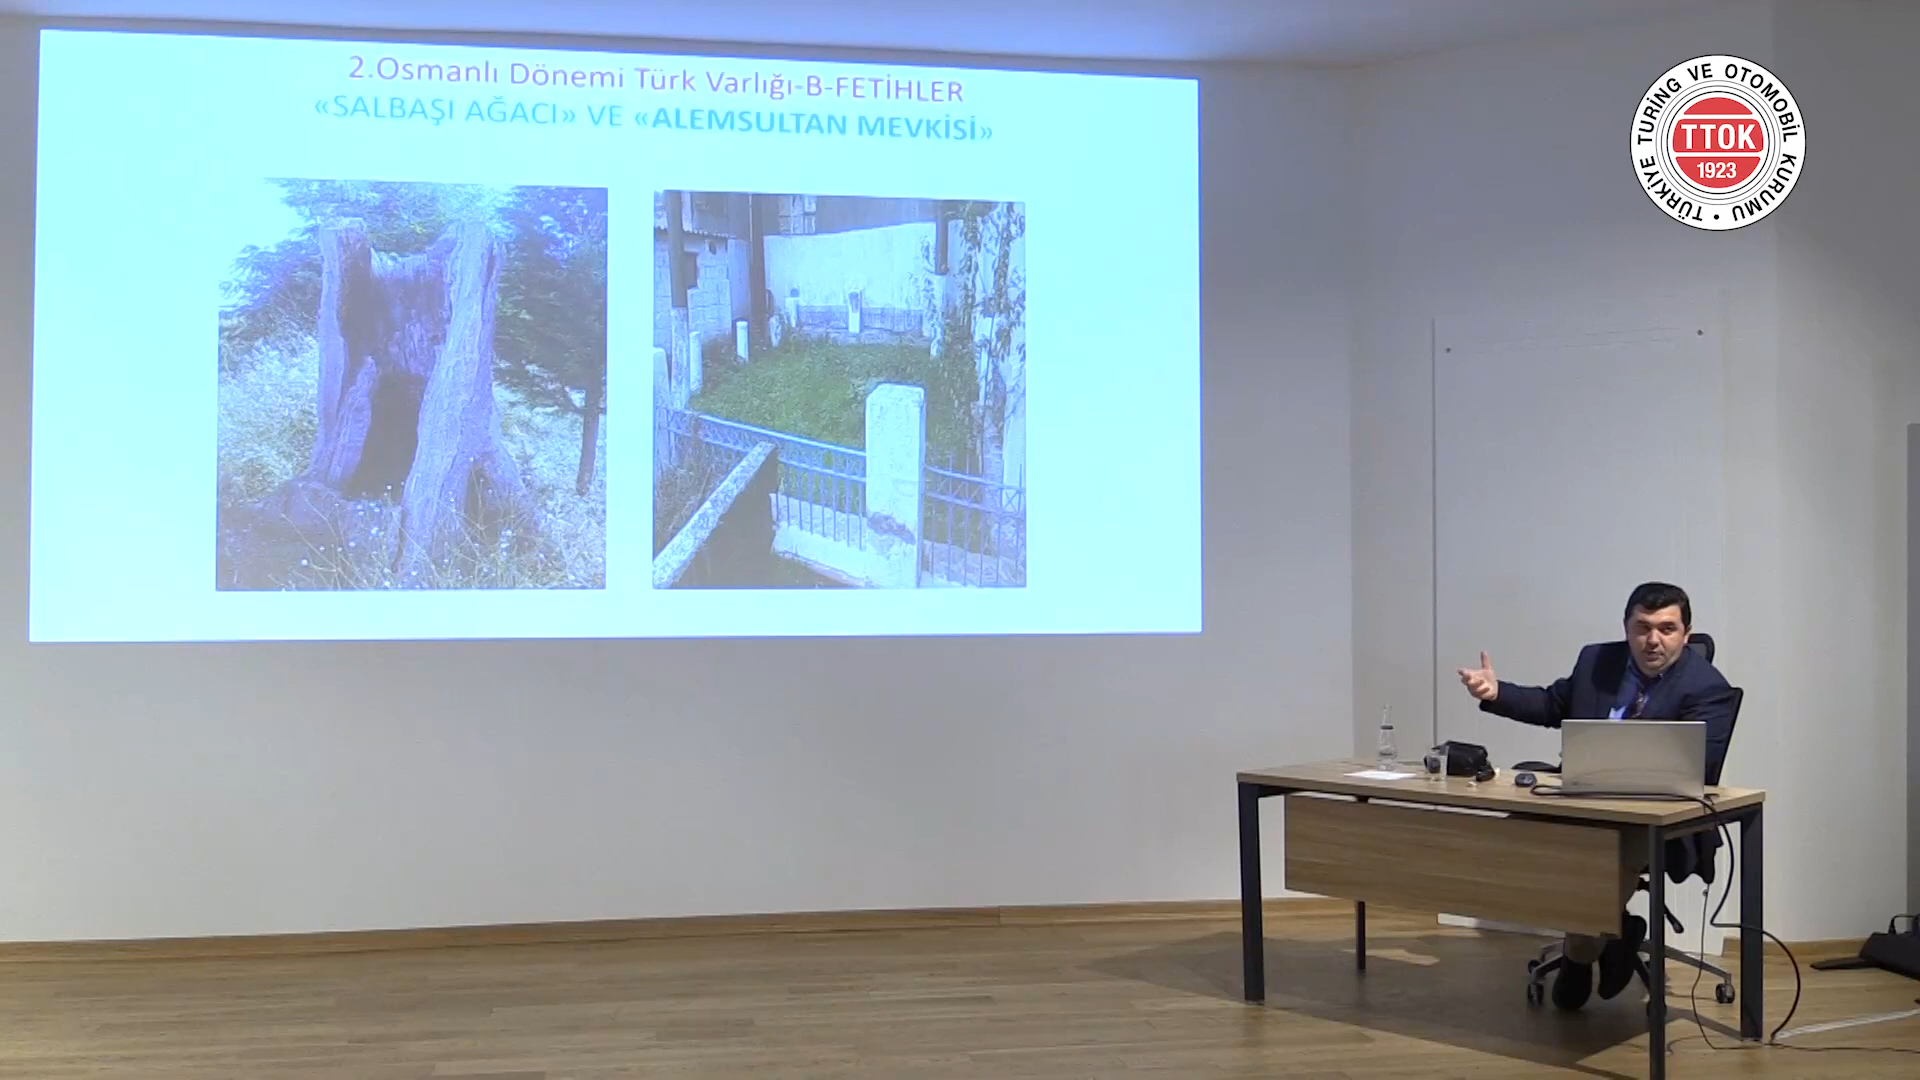 2.Osmanlı Dönemi Türk Varlığı-B-FETİHLER
«SALBAŞI AĞACI» VE «ALEMSULTAN MEVKİSİ»
TÜRKİYE TURİNG VE OTOMOBİL KURUMU
TTOK
1923